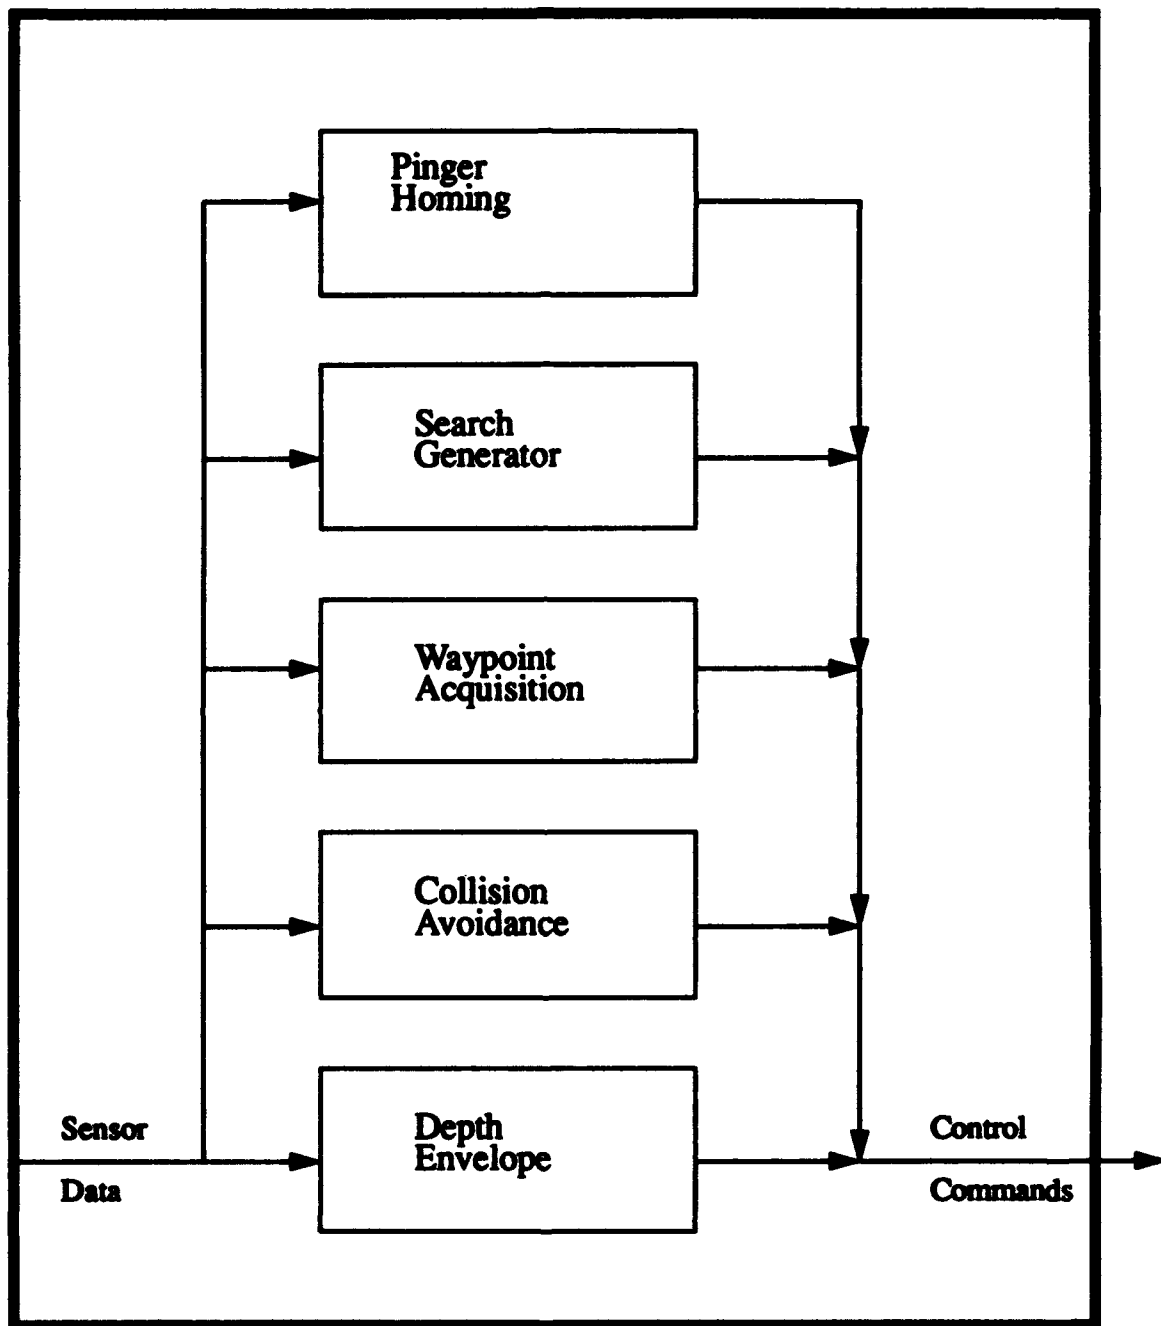 Pinger
Homing
Search
Generator
Waypoint
Acquisition
Collision
Avoidance
Depth
Envelope
Sensor
Data
Control
Commands